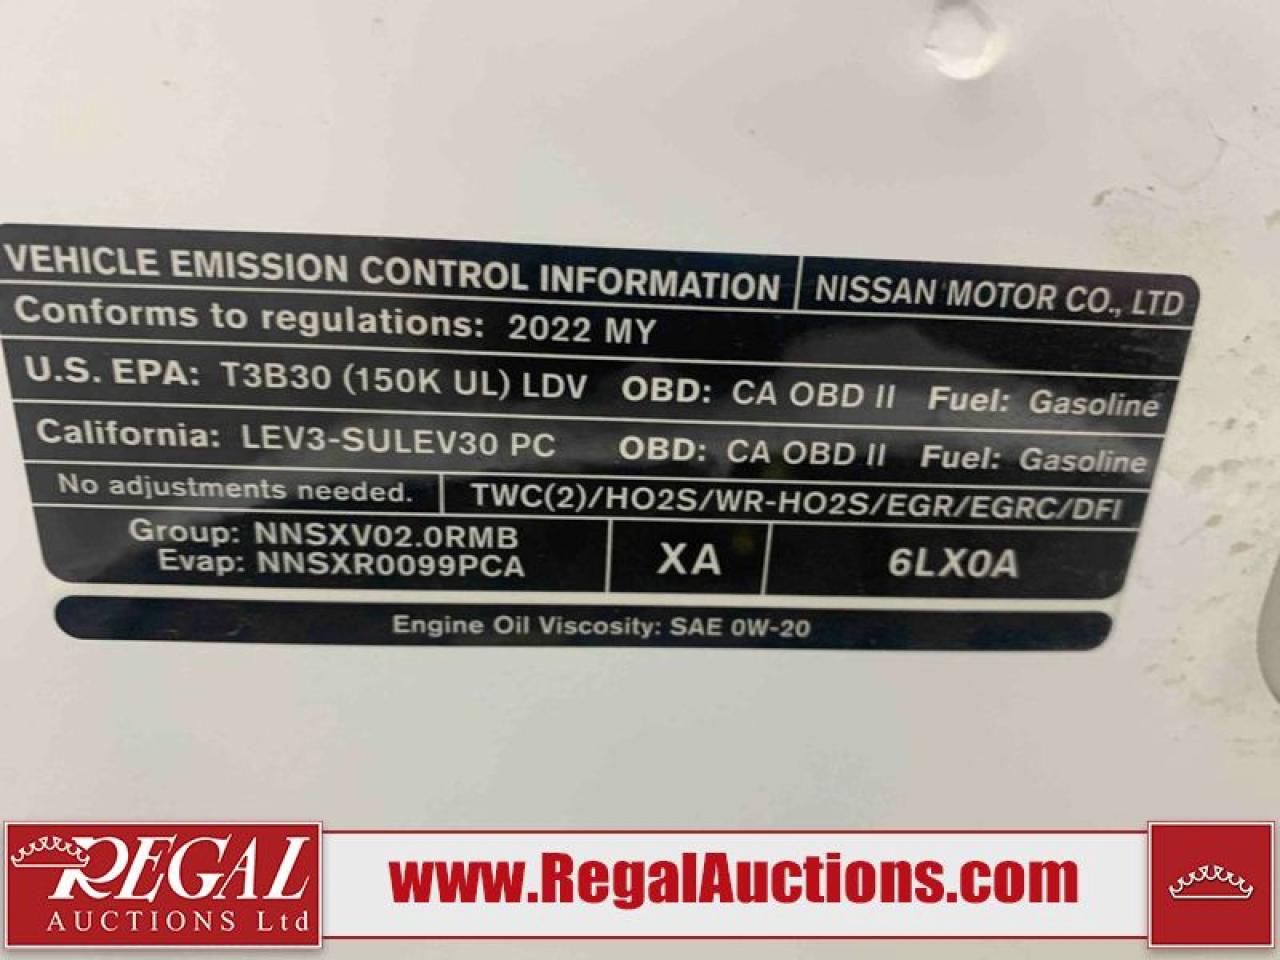 VEHICLE EMISSION CONTROL INFORMATION NISSAN MOTOR CO., LTD
Conforms to regulations: 2022 MY
U.S. EPA: T3B30 (150K UL) LDV OBD: CA OBD II Fuel: Gasoline
California: LEV3-SULEV30 PC OBD: CA OBD II Fuel: Gasoline
No adjustments needed. TWC(2)/HO2S/WR-HO2S/EGR/EGRC/DFI
Group: NNSXV02.0RMB
Evap: NNSXR0099PCA
XA
6LX0A
Engine Oil Viscosity: SAE 0W-20
REGAL
AUCTIONS Ltd
www.RegalAuctions.com